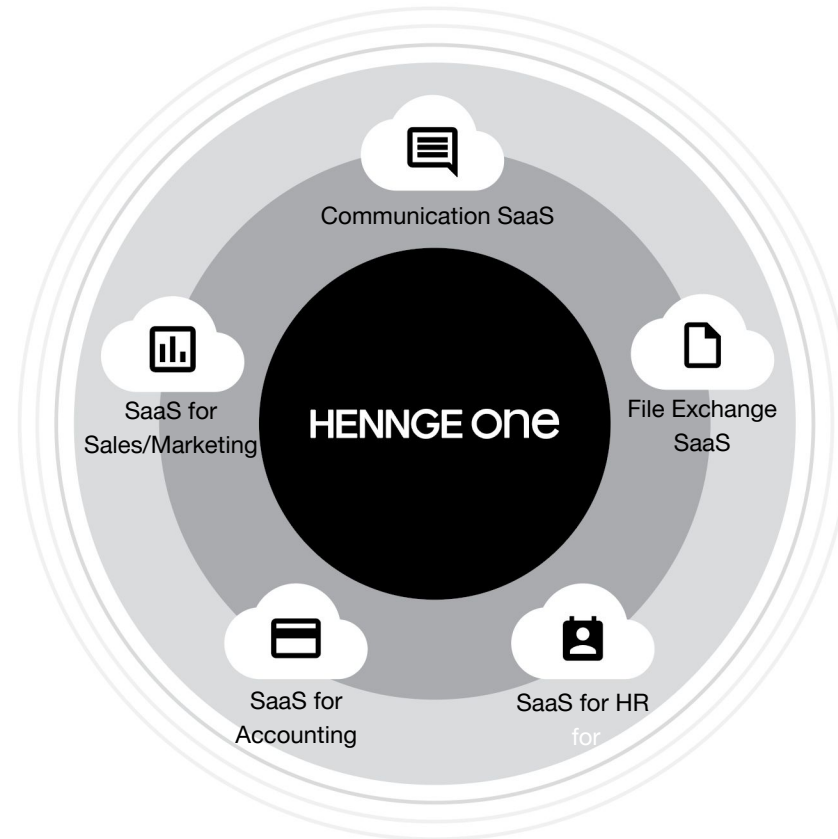 Communication SaaS
SaaS for
Sales/Marketing
HENNGE one
File Exchange
SaaS
SaaS for
Accounting
SaaS for HR
for